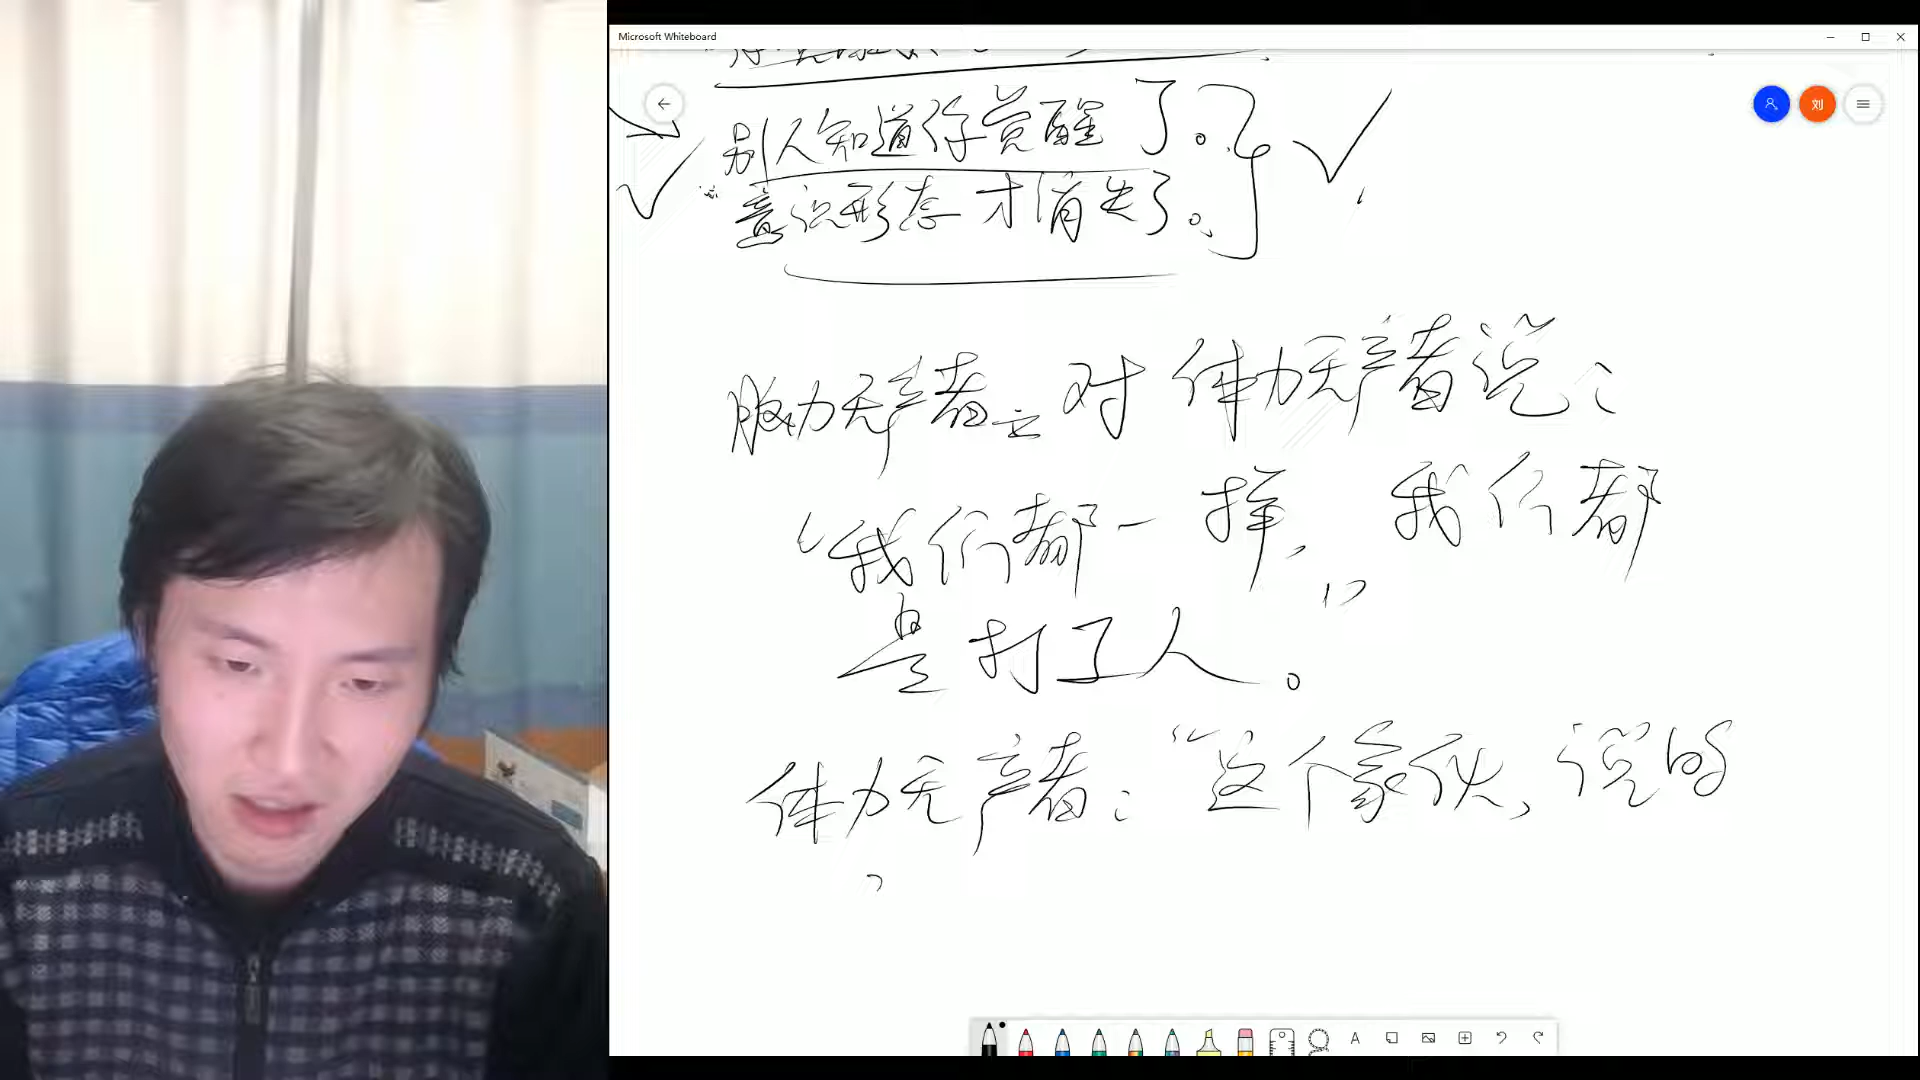 Microsoft Whiteboard
刘
别人知道你觉醒了。
意识形态才消失了。
脑力无产者 对 体力无产者说：
“我们都一样，我们都
是打工人。”
体力无产者：“这个家伙，说的